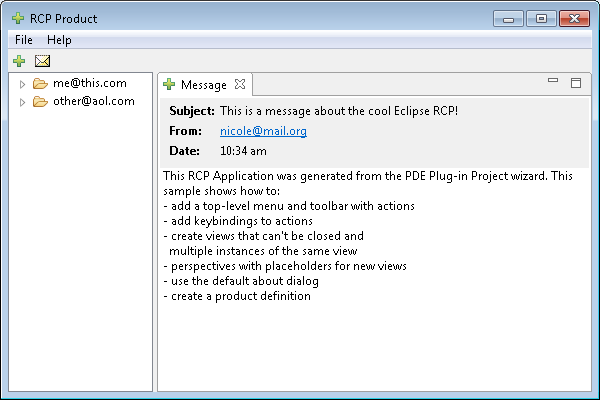 RCP Product
File Help
me@this.com
other@aol.com
Message
Subject: This is a message about the cool Eclipse RCP!
From: nicole@mail.org
Date: 10:34 am
This RCP Application was generated from the PDE Plug-in Project wizard. This
sample shows how to:
- add a top-level menu and toolbar with actions
- add keybindings to actions
- create views that can't be closed and
  multiple instances of the same view
- perspectives with placeholders for new views
- use the default about dialog
- create a product definition